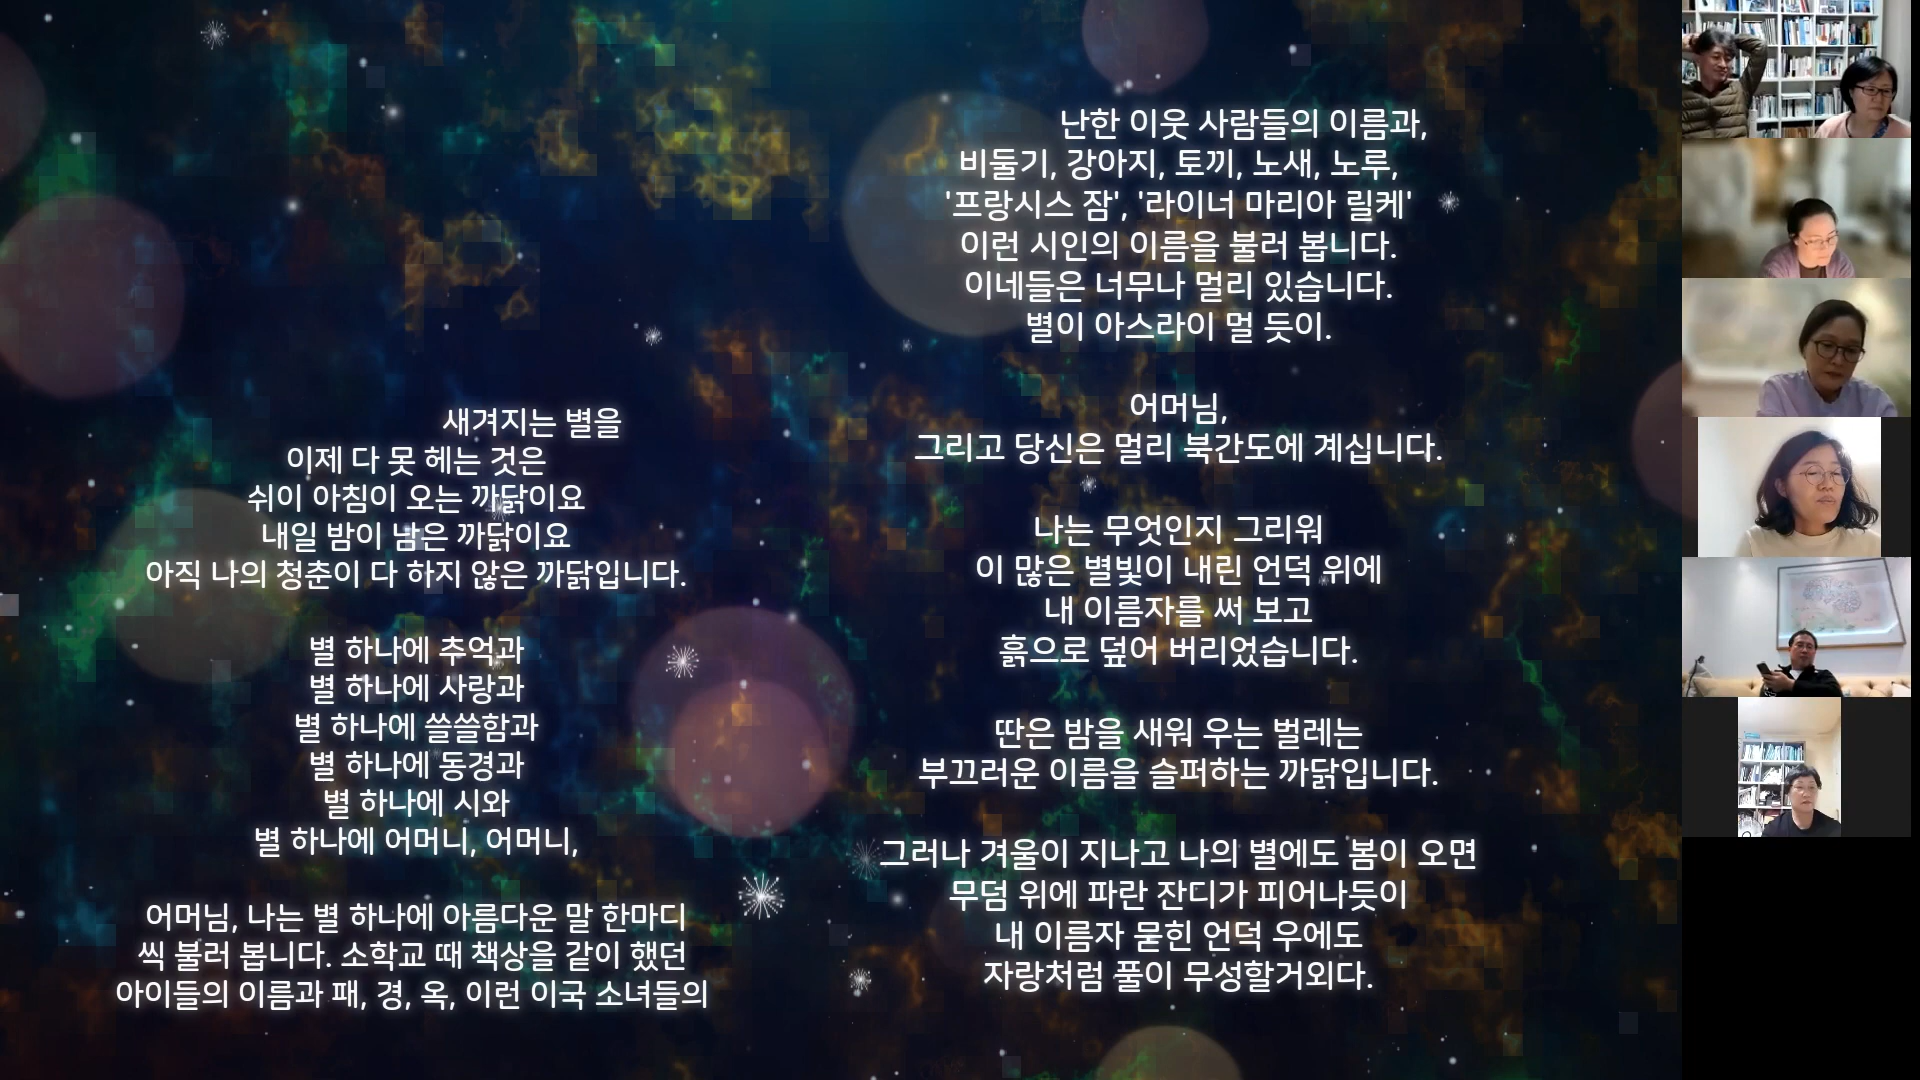 새겨지는 별을
이제 다 못 헤는 것은
쉬이 아침이 오는 까닭이요
내일 밤이 남은 까닭이요
아직 나의 청춘이 다 하지 않은 까닭입니다.
별 하나에 추억과
별 하나에 사랑과
별 하나에 쓸쓸함과
별 하나에 동경과
별 하나에 시와
별 하나에 어머니, 어머니,
어머님, 나는 별 하나에 아름다운 말 한마디
씩 불러 봅니다. 소학교 때 책상을 같이 했던
아이들의 이름과 패, 경, 옥, 이런 이국 소녀들의
난한 이웃 사람들의 이름과,
비둘기, 강아지, 토끼, 노새, 노루,
'프랑시스 잠', '라이너 마리아 릴케'
이런 시인의 이름을 불러 봅니다.
이네들은 너무나 멀리 있습니다.
별이 아스라이 멀 듯이.
어머님,
그리고 당신은 멀리 북간도에 계십니다.
나는 무엇인지 그리워
이 많은 별빛이 내린 언덕 위에
내 이름자를 써 보고
흙으로 덮어 버리었습니다.
딴은 밤을 새워 우는 벌레는
부끄러운 이름을 슬퍼하는 까닭입니다.
그러나 겨울이 지나고 나의 별에도 봄이 오면
무덤 위에 파란 잔디가 피어나듯이
내 이름자 묻힌 언덕 우에도
자랑처럼 풀이 무성할거외다.